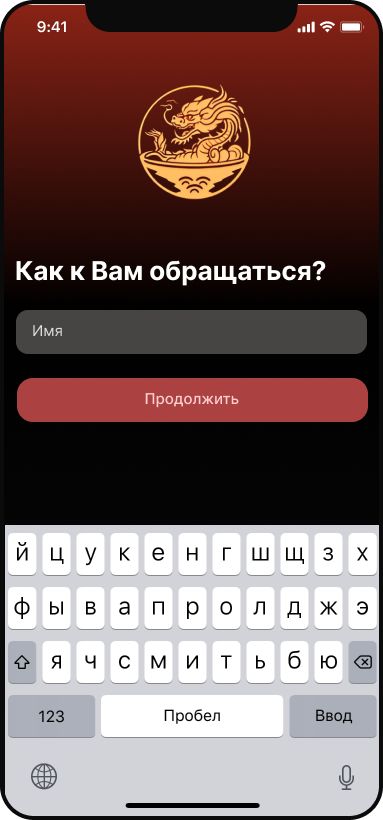 9:41
Как к Вам обращаться?
Имя
Продолжить
й ц у к е н г ш щ з х
ф ы в а п р о л д ж э
я ч с м и т ь б ю
123 Пробел Ввод